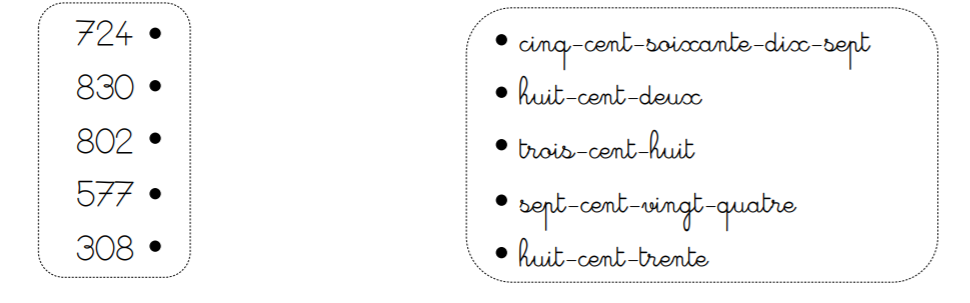 724 •
830 •
802 •
577 •
308 •
• cinq-cent-soixante-dix-sept
• huit-cent-deux
• trois-cent-huit
• sept-cent-vingt-quatre
• huit-cent-trente